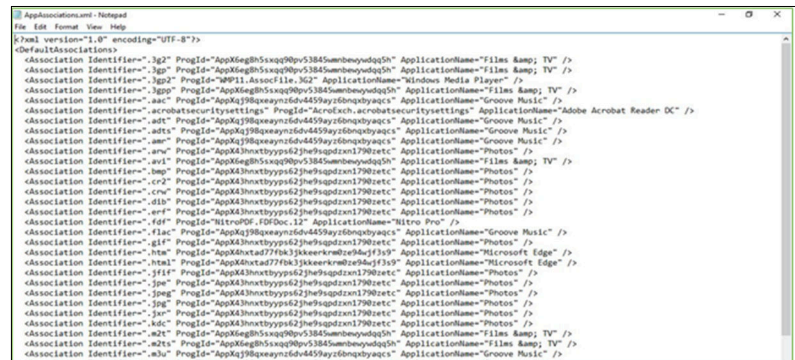 AppAssociations.xml - Notepad
File Edit Format View Help
<?xml version="1.0" encoding="UTF-8"?>
<DefaultAssociations>
<Association Identifier=".3g2" ProgId="AppX6eg8h5sxqq90pv53845wmnbewywdqq5h" ApplicationName="Films &amp; TV" />
<Association Identifier=".3gp" ProgId="AppX6eg8h5sxqq90pv53845wmnbewywdqq5h" ApplicationName="Films &amp; TV" />
<Association Identifier=".3gp2" ProgId="WMP11.AssocFile.3G2" ApplicationName="Windows Media Player" />
<Association Identifier=".3gpp" ProgId="AppX6eg8h5sxqq90pv53845wmnbewywdqq5h" ApplicationName="Films &amp; TV" />
<Association Identifier=".aac" ProgId="AppXqj98qxeaynz6dv4459ayz6bnqxbyaqcs" ApplicationName="Groove Music" />
<Association Identifier=".acrobatsecuritysettings" ProgId="AcroExch.acrobatsecuritysettings" ApplicationName="Adobe Acrobat Reader DC" />
<Association Identifier=".adt" ProgId="AppXqj98qxeaynz6dv4459ayz6bnqxbyaqcs" ApplicationName="Groove Music" />
<Association Identifier=".adts" ProgId="AppXqj98qxeaynz6dv4459ayz6bnqxbyaqcs" ApplicationName="Groove Music" />
<Association Identifier=".amr" ProgId="AppXqj98qxeaynz6dv4459ayz6bnqxbyaqcs" ApplicationName="Groove Music" />
<Association Identifier=".arw" ProgId="AppX43hnxtbyyps62jhe9sqpdzxn1790zetc" ApplicationName="Photos" />
<Association Identifier=".avi" ProgId="AppX6eg8h5sxqq90pv53845wmnbewywdqq5h" ApplicationName="Films &amp; TV" />
<Association Identifier=".bmp" ProgId="AppX43hnxtbyyps62jhe9sqpdzxn1790zetc" ApplicationName="Photos" />
<Association Identifier=".cr2" ProgId="AppX43hnxtbyyps62jhe9sqpdzxn1790zetc" ApplicationName="Photos" />
<Association Identifier=".crw" ProgId="AppX43hnxtbyyps62jhe9sqpdzxn1790zetc" ApplicationName="Photos" />
<Association Identifier=".dib" ProgId="AppX43hnxtbyyps62jhe9sqpdzxn1790zetc" ApplicationName="Photos" />
<Association Identifier=".erf" ProgId="AppX43hnxtbyyps62jhe9sqpdzxn1790zetc" ApplicationName="Photos" />
<Association Identifier=".fdf" ProgId="NitroPDF.FDFDoc.12" ApplicationName="Nitro Pro" />
<Association Identifier=".flac" ProgId="AppXqj98qxeaynz6dv4459ayz6bnqxbyaqcs" ApplicationName="Groove Music" />
<Association Identifier=".gif" ProgId="AppX43hnxtbyyps62jhe9sqpdzxn1790zetc" ApplicationName="Photos" />
<Association Identifier=".htm" ProgId="AppX4hxtad77fbk3jkkeerkrm0ze94wjf3s9" ApplicationName="Microsoft Edge" />
<Association Identifier=".html" ProgId="AppX4hxtad77fbk3jkkeerkrm0ze94wjf3s9" ApplicationName="Microsoft Edge" />
<Association Identifier=".jfif" ProgId="AppX43hnxtbyyps62jhe9sqpdzxn1790zetc" ApplicationName="Photos" />
<Association Identifier=".jpe" ProgId="AppX43hnxtbyyps62jhe9sqpdzxn1790zetc" ApplicationName="Photos" />
<Association Identifier=".jpeg" ProgId="AppX43hnxtbyyps62jhe9sqpdzxn1790zetc" ApplicationName="Photos" />
<Association Identifier=".jpg" ProgId="AppX43hnxtbyyps62jhe9sqpdzxn1790zetc" ApplicationName="Photos" />
<Association Identifier=".jxr" ProgId="AppX43hnxtbyyps62jhe9sqpdzxn1790zetc" ApplicationName="Photos" />
<Association Identifier=".kdc" ProgId="AppX43hnxtbyyps62jhe9sqpdzxn1790zetc" ApplicationName="Photos" />
<Association Identifier=".m2t" ProgId="AppX6eg8h5sxqq90pv53845wmnbewywdqq5h" ApplicationName="Films &amp; TV" />
<Association Identifier=".m2ts" ProgId="AppX6eg8h5sxqq90pv53845wmnbewywdqq5h" ApplicationName="Films &amp; TV" />
<Association Identifier=".m3u" ProgId="AppXqj98qxeaynz6dv4459ayz6bnqxbyaqcs" ApplicationName="Groove Music" />